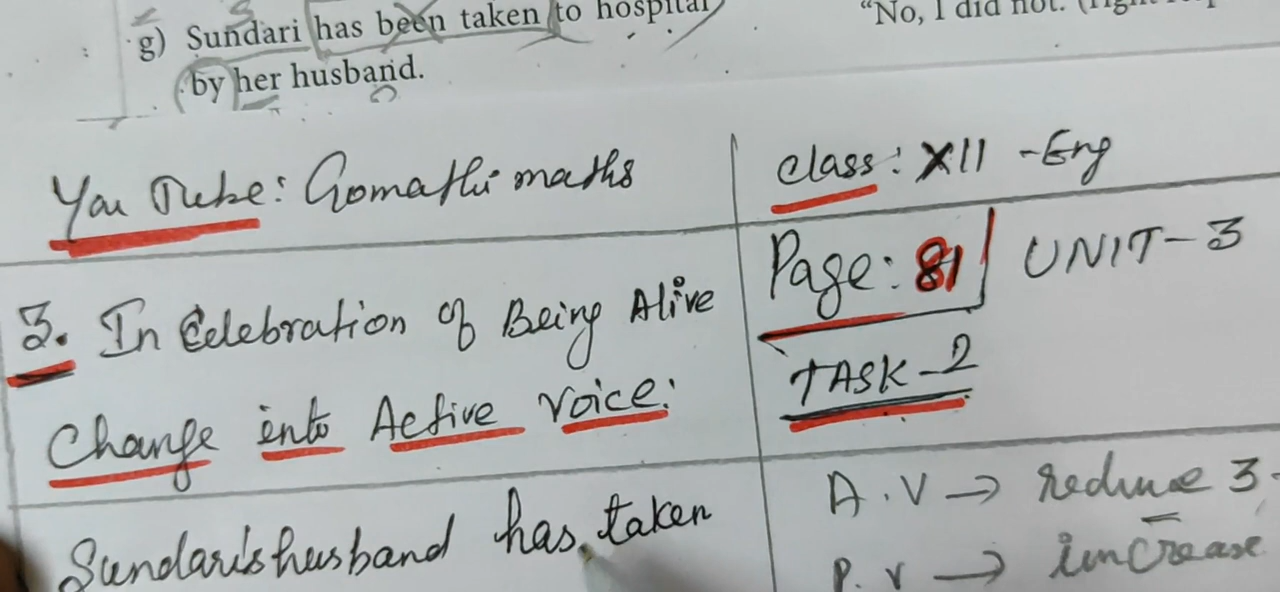 g) Sundari has been taken to hospital
by her husband.
"No, I did not. (
You Tube: Gomathi maths
class: XII - Eng
3. In Celebration of Being Alive
Page: 81 UNIT-3
Change into Active Voice:
TASK-2
Sundari's husband has taken
A.V → reduce 3
P.V → increase